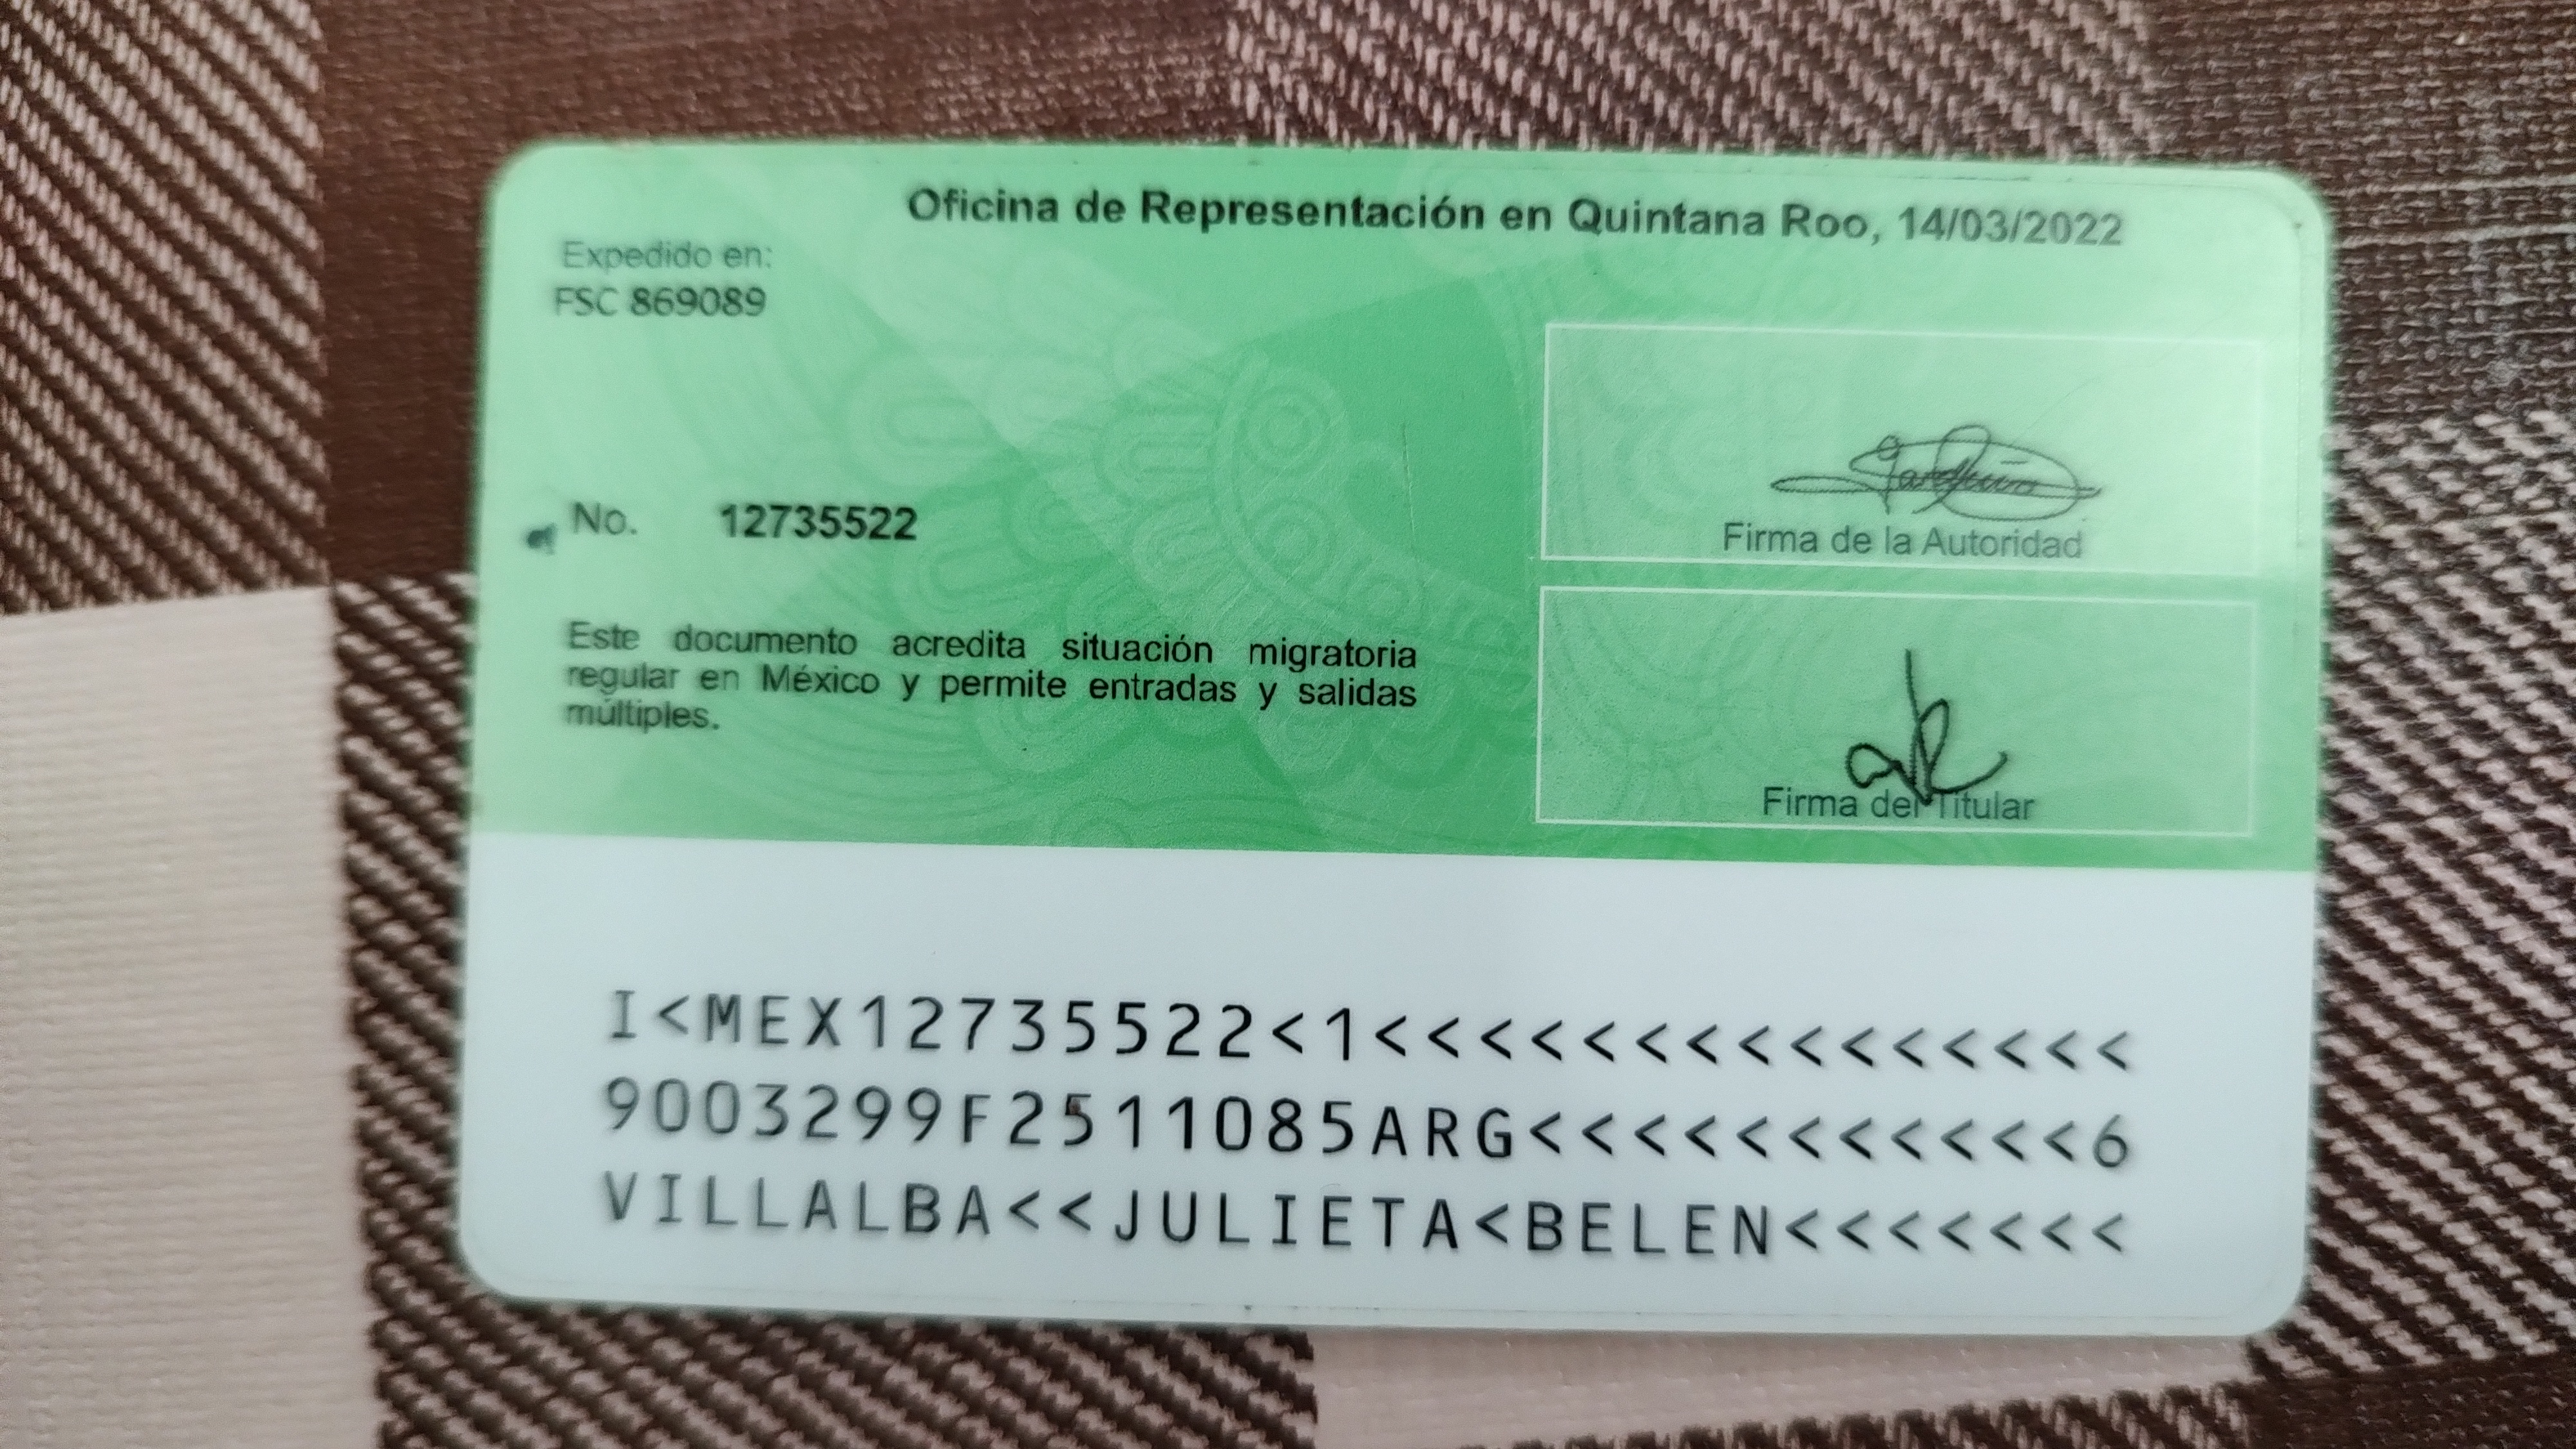 Oficina de Representación en Quintana Roo, 14/03/2022
Expedido en:
FSC 869089
No. 12735522
Este documento acredita situación migratoria
regular en México y permite entradas y salidas
múltiples.
Firma de la Autoridad
Firma del Titular
I<MEX12735522<1<<<<<<<<<<<<<<<
9003299F2511085ARG<<<<<<<<<<<6
VILLALBA<<JULIETA<BELEN<<<<<<<